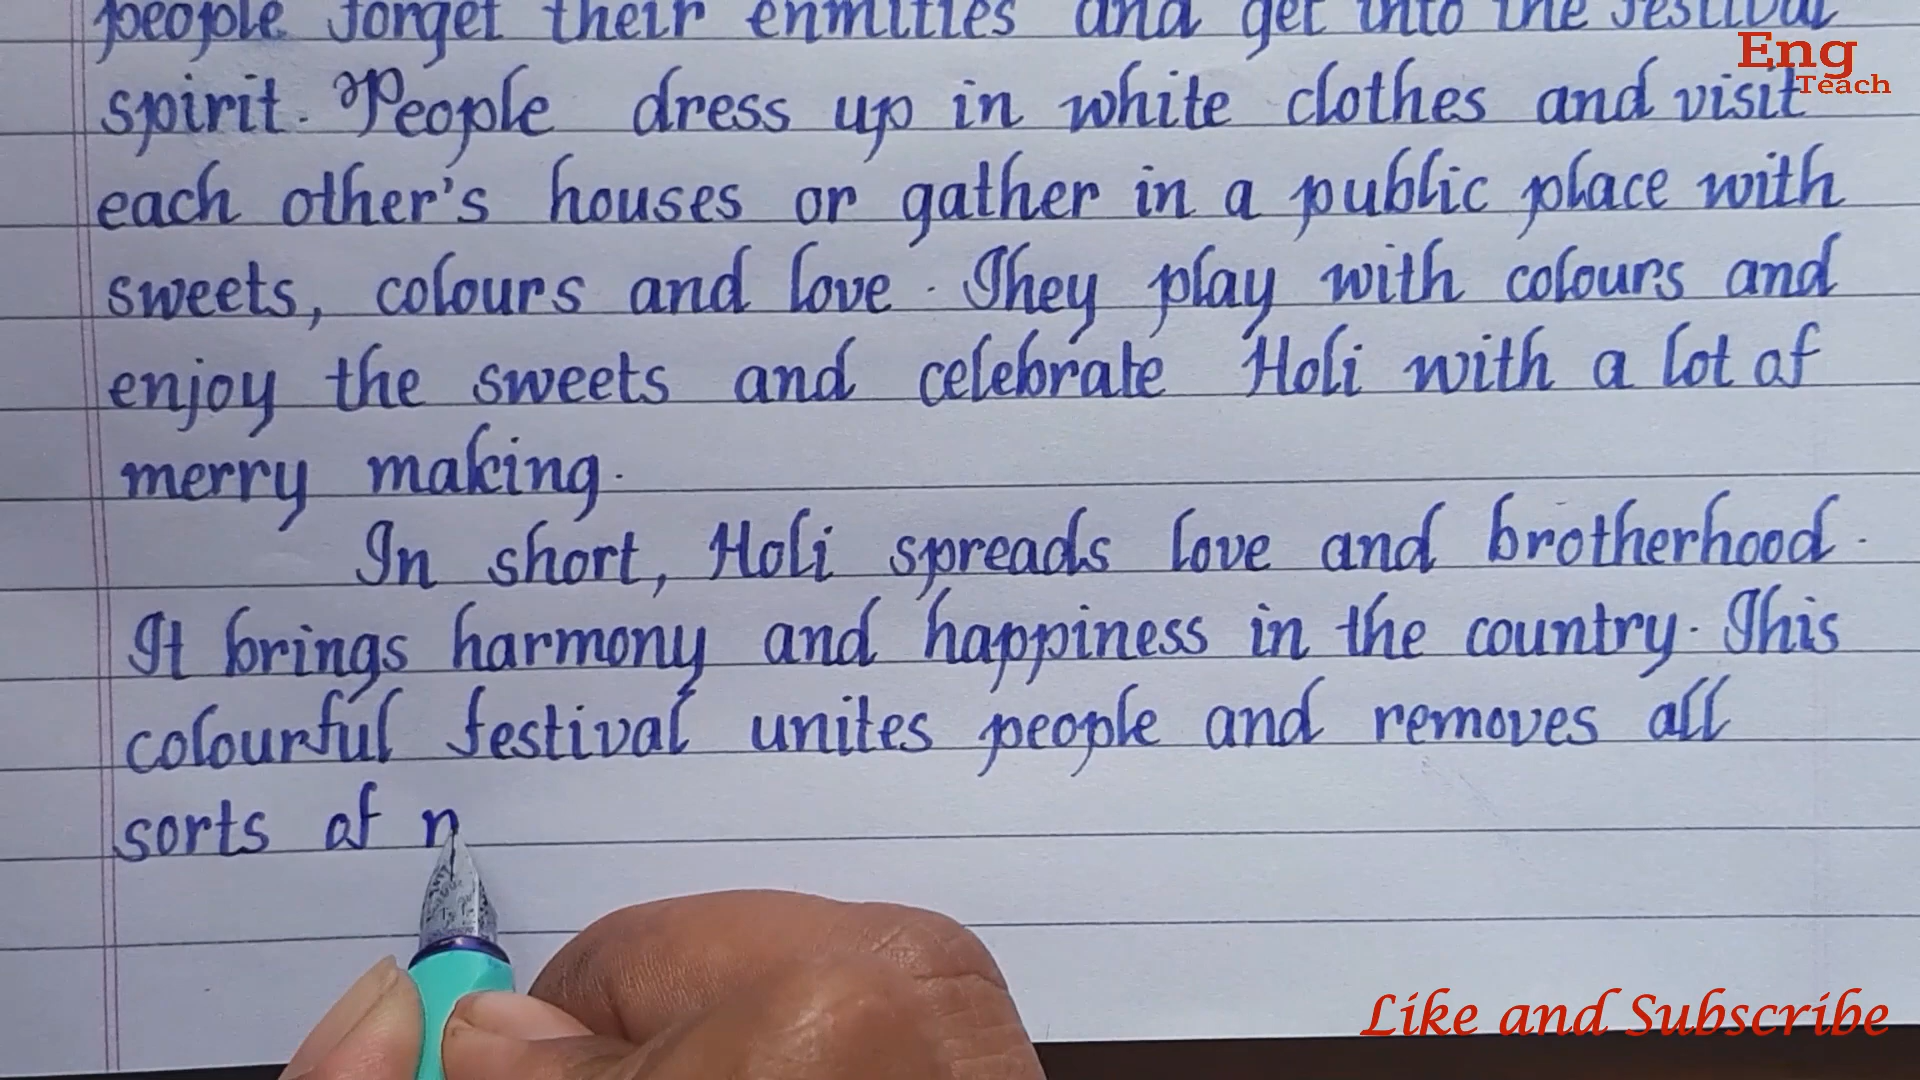 people forget their enmities and get into the festival
Eng
Teach
spirit. People dress up in white clothes and visit
each other's houses or gather in a public place with
sweets, colours and love. They play with colours and
enjoy the sweets and celebrate Holi with a lot of
merry making.
In short, Holi spreads love and brotherhood.
It brings harmony and happiness in the country. This
colourful festival unites people and removes all
sorts of n
Like and Subscribe